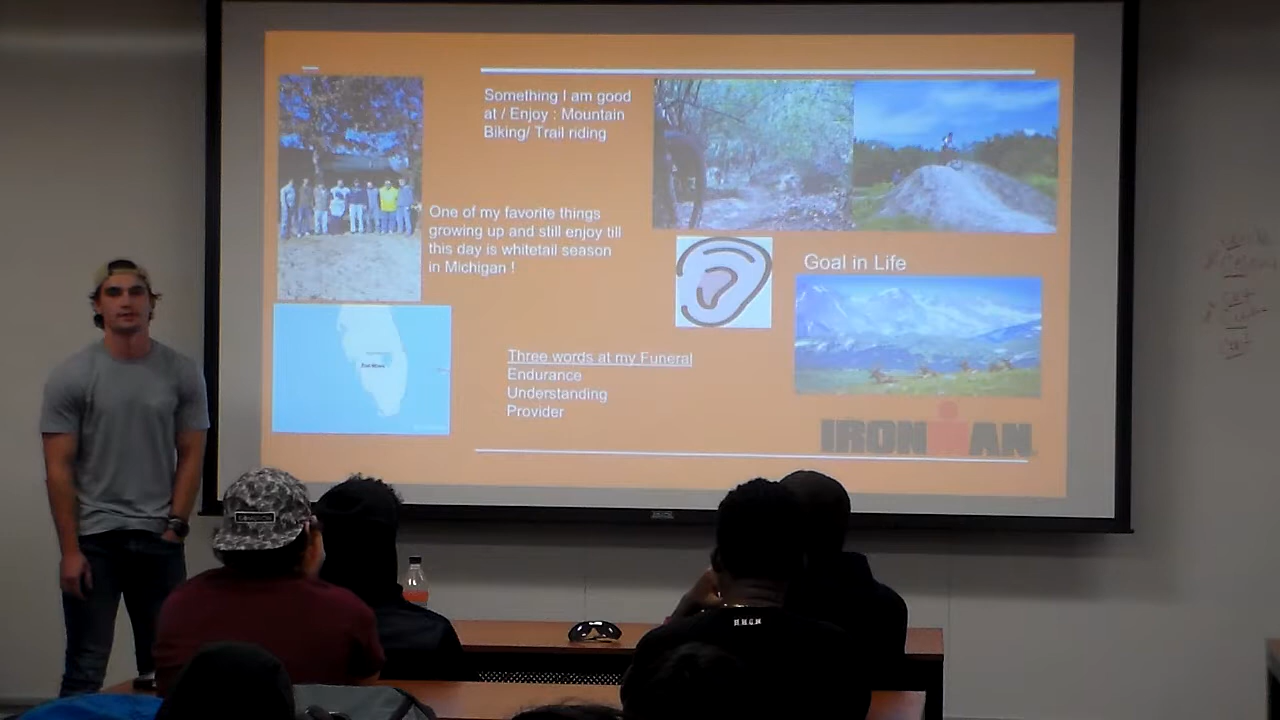 Something I am good
at / Enjoy : Mountain
Biking/ Trail riding
One of my favorite things
growing up and still enjoy till
this day is whitetail season
in Michigan !
Goal in Life
Three words at my Funeral
Endurance
Understanding
Provider
IRONMAN